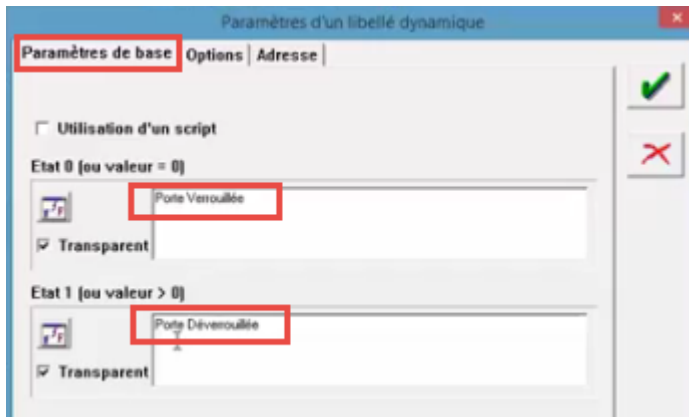 Paramètres d'un libellé dynamique
Paramètres de base Options Adresse
Utilisation d'un script
Etat 0 (ou valeur = 0)
Porte Verrouillée
Transparent
Etat 1 (ou valeur > 0)
Porte Déverrouillée
Transparent